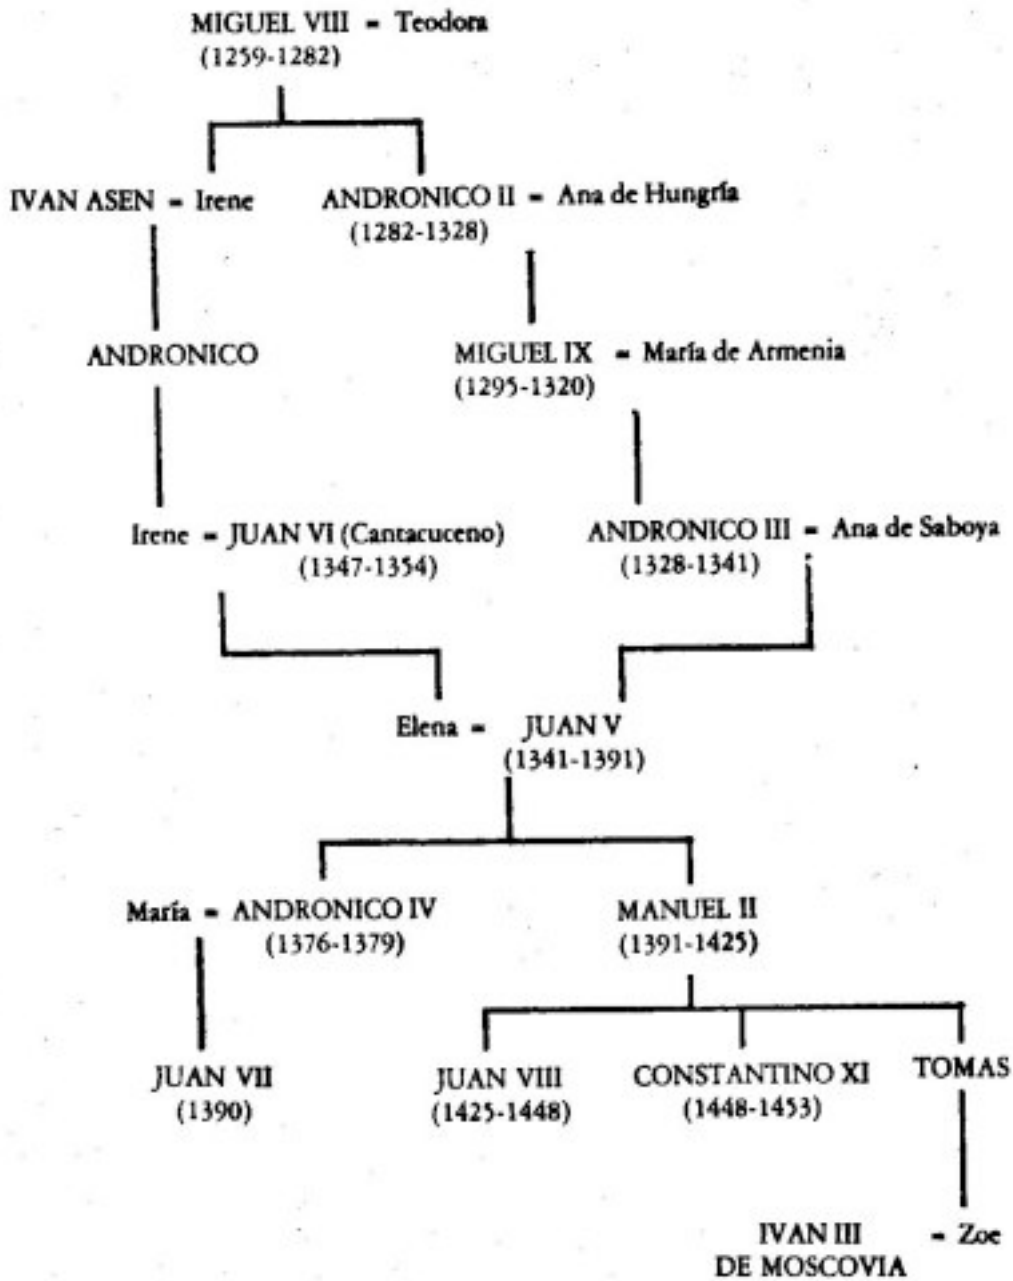 MIGUEL VIII = Teodora
(1259-1282)
IVAN ASEN = Irene
ANDRONICO II = Ana de Hungría
(1282-1328)
ANDRONICO
MIGUEL IX = María de Armenia
(1295-1320)
Irene = JUAN VI (Cantacuceno)
(1347-1354)
ANDRONICO III = Ana de Saboya
(1328-1341)
Elena = JUAN V
(1341-1391)
María = ANDRONICO IV
(1376-1379)
MANUEL II
(1391-1425)
JUAN VII
(1390)
JUAN VIII
(1425-1448)
CONSTANTINO XI
(1448-1453)
TOMAS
IVAN III = Zoe
DE MOSCOVIA